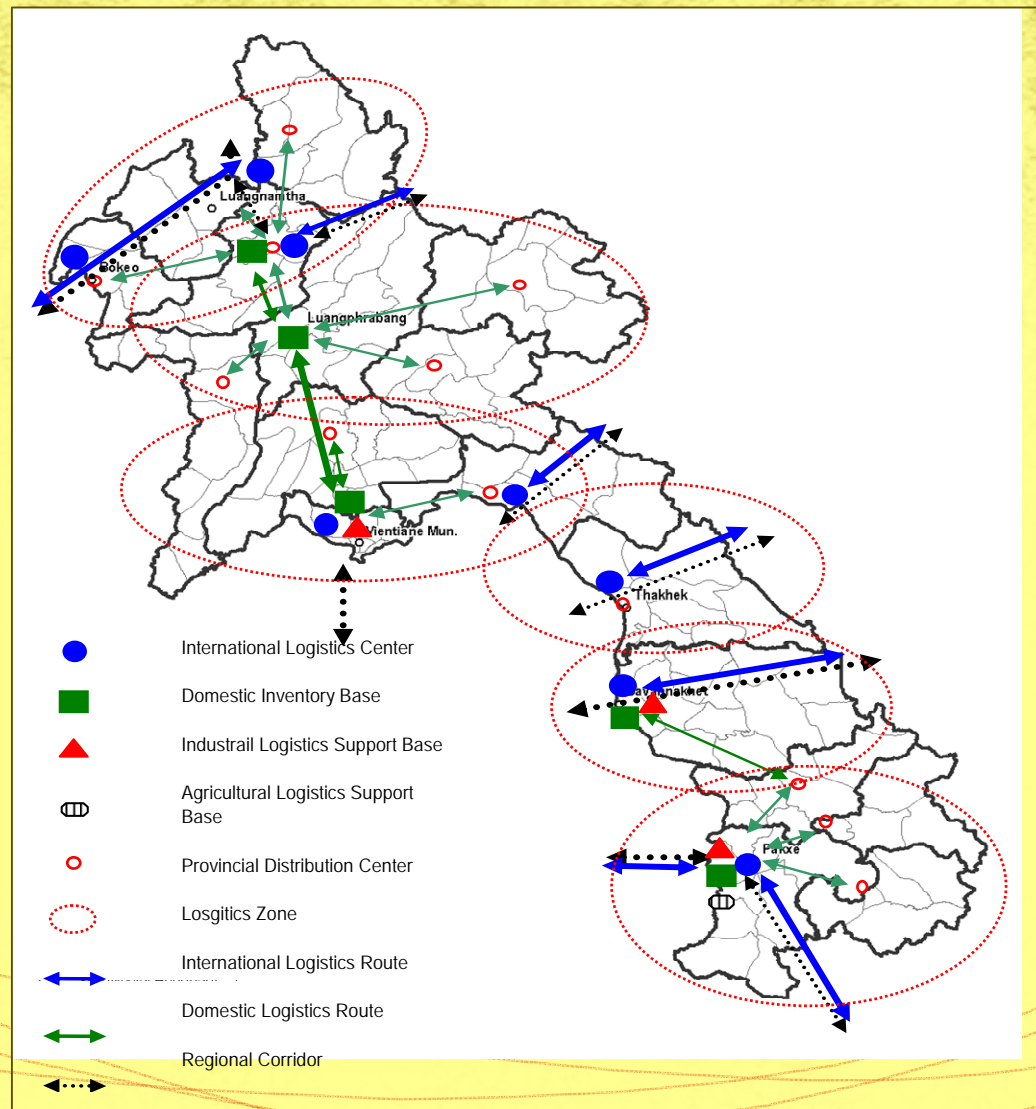 Luangnamtha
Bokeo
Luangphrabang
Vientiane Mun.
Thakhek
Pakxe
International Logistics Center
Domestic Inventory Base
Industrail Logistics Support Base
Agricultural Logistics Support
Base
Provincial Distribution Center
Losgitics Zone
International Logistics Route
Domestic Logistics Route
Regional Corridor